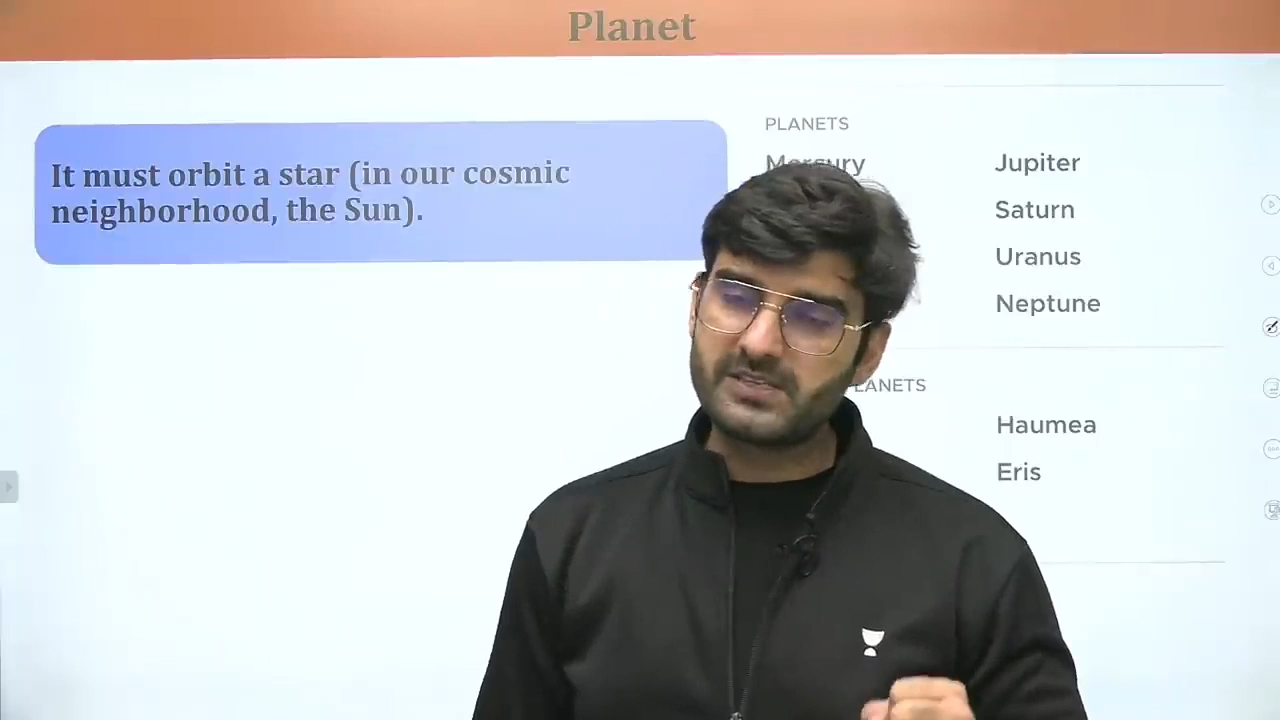 Planet
It must orbit a star (in our cosmic
neighborhood, the Sun).
PLANETS
Mercury
Jupiter
Saturn
Uranus
Neptune
LANETS
Haumea
Eris